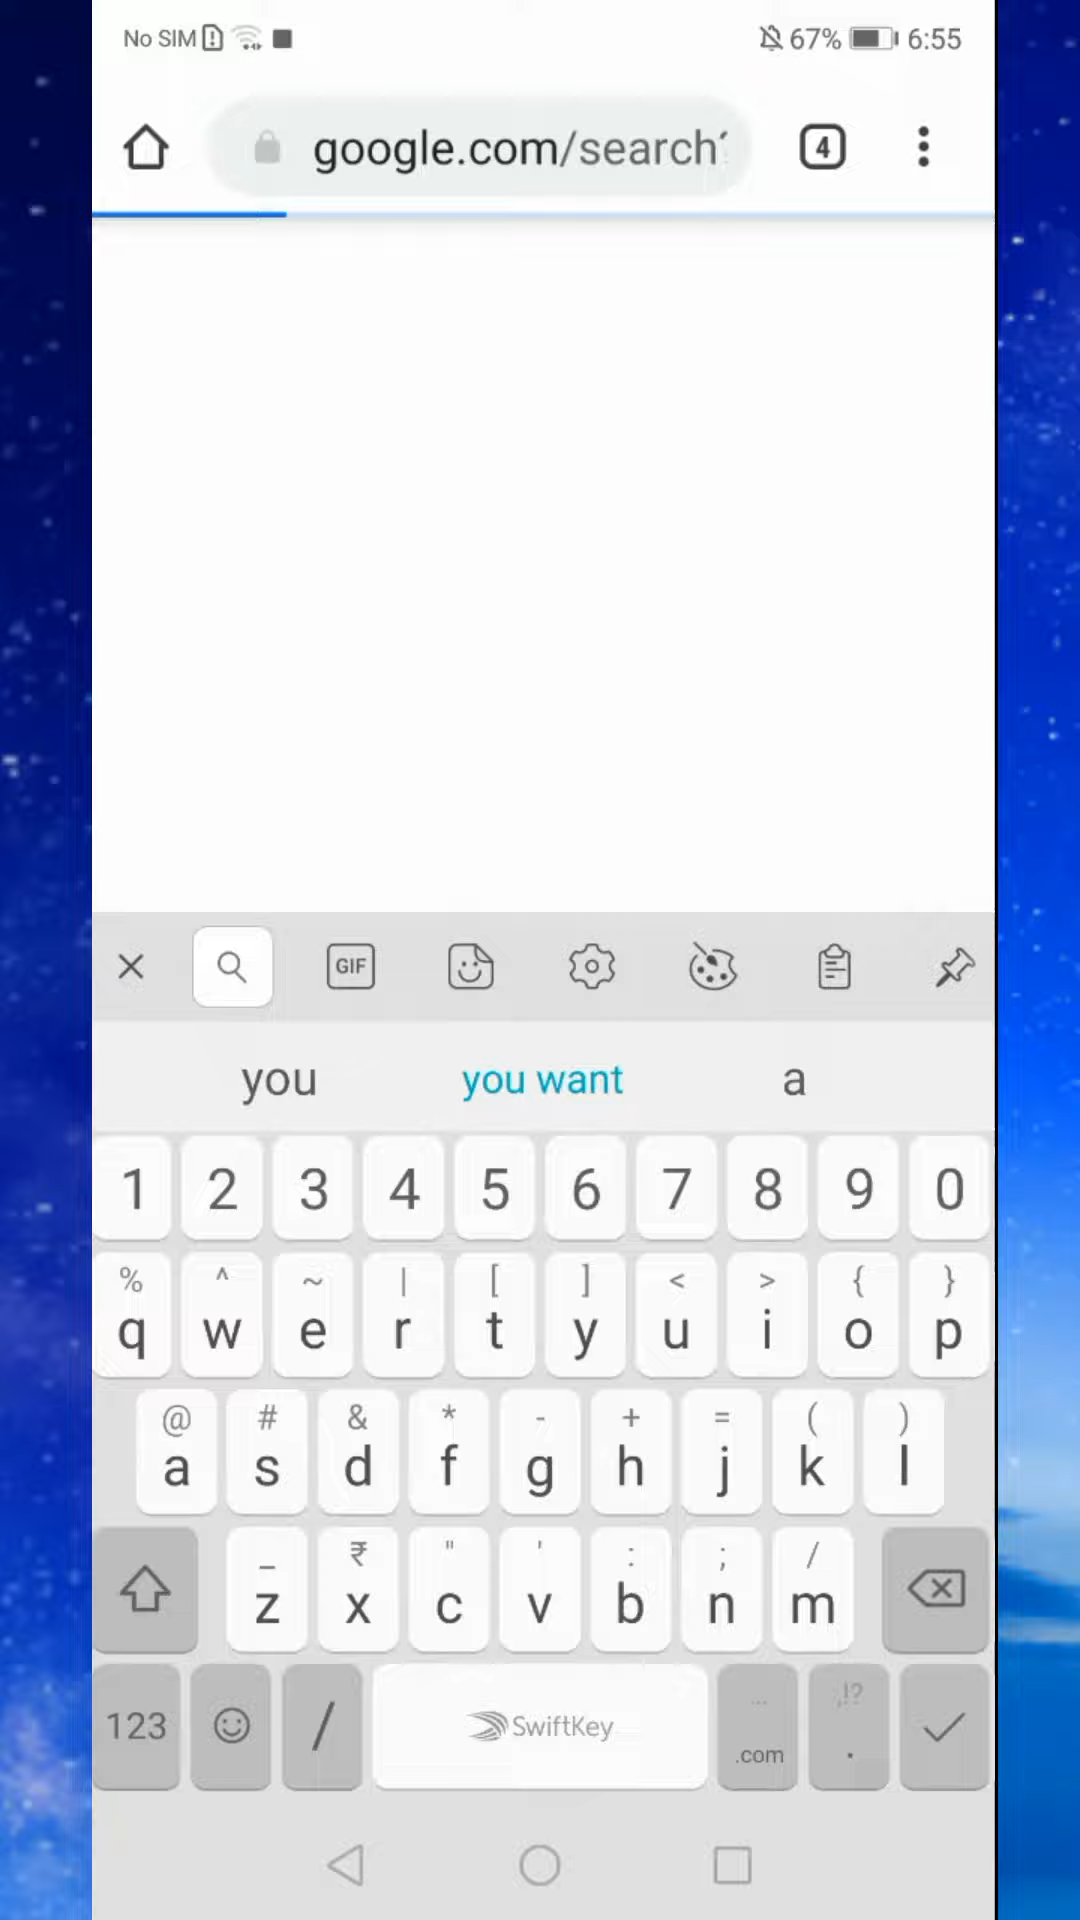 No SIM 67% 6:55
google.com/search
4
GIF
you you want a
1 2 3 4 5 6 7 8 9 0
% ^ ~ | [ ] < > { }
q w e r t y u i o p
@ # & * - + = ( )
a s d f g h j k l
_ ₹ " ' : ; /
z x c v b n m
... ,!?
123 / SwiftKey .com .